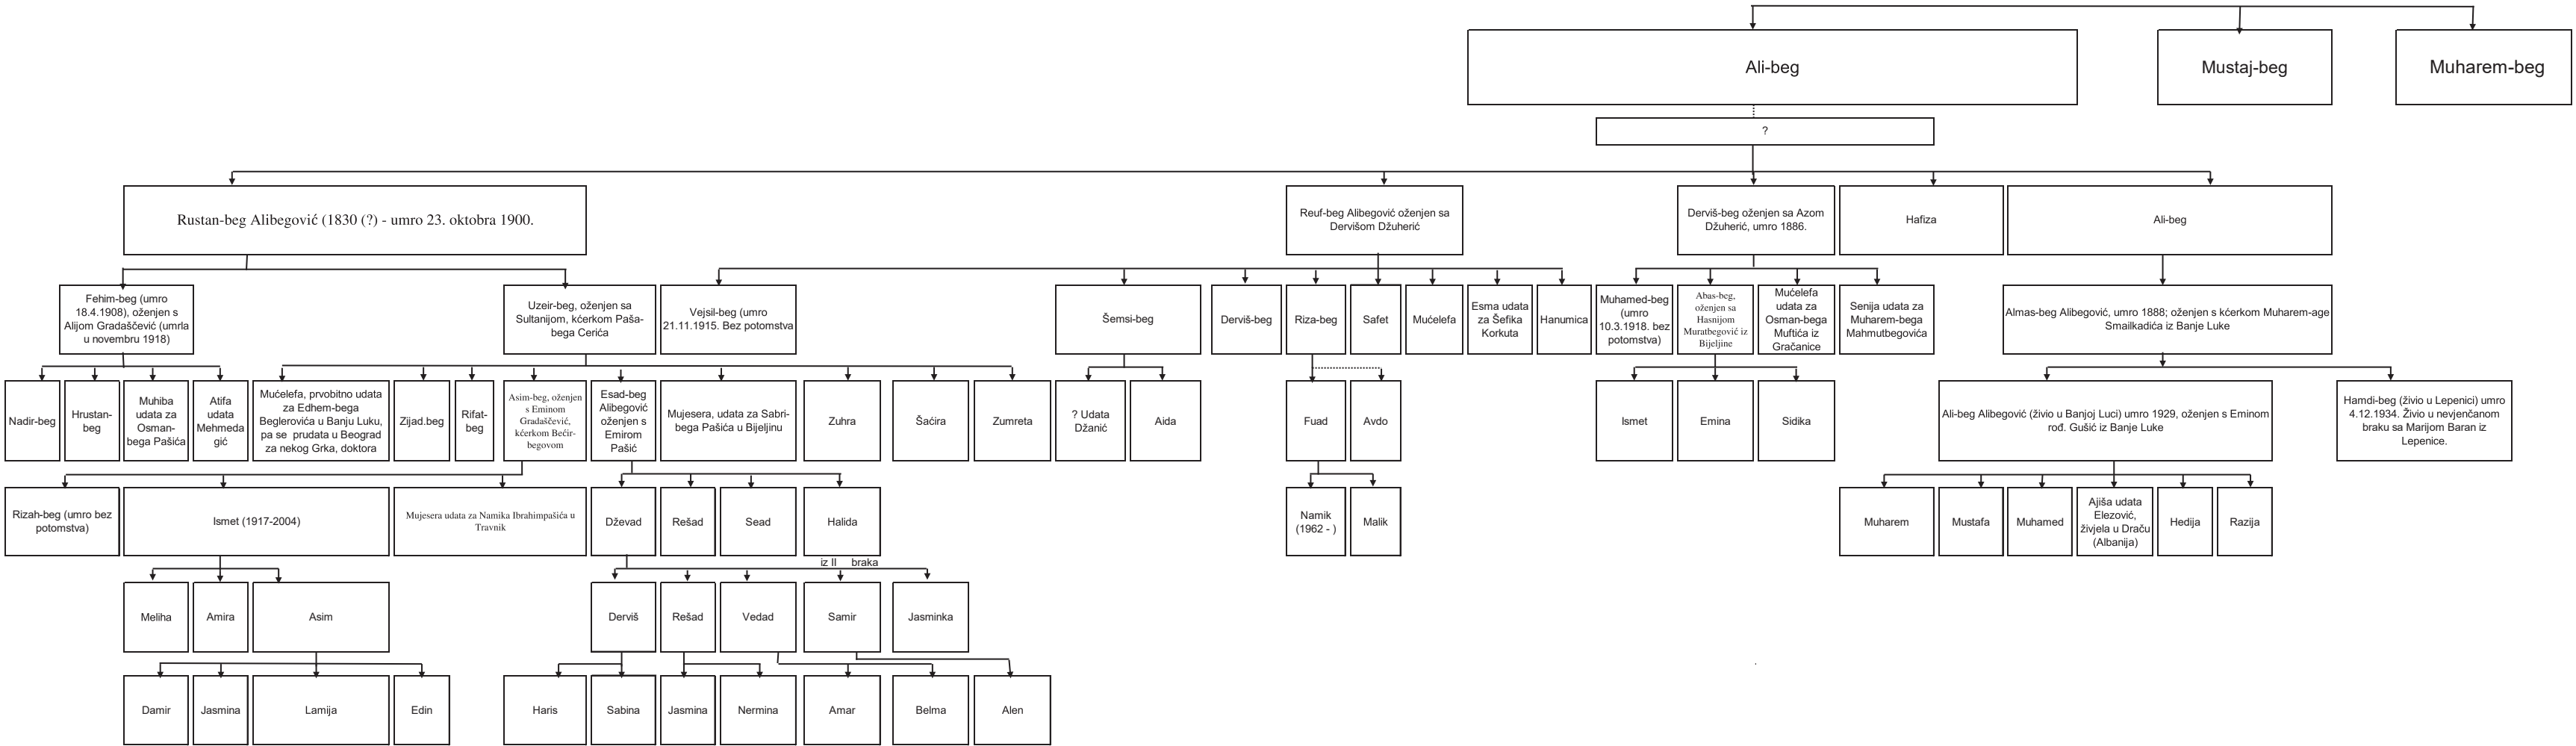 Ali-beg
Mustaj-beg
Muharem-beg
?
Rustan-beg Alibegović (1830 (?) - umro 23. oktobra 1900.
Reuf-beg Alibegović oženjen sa
Dervišom Džuherić
Derviš-beg oženjen sa Azom
Džuherić, umro 1886.
Hafiza
Ali-beg
Fehim-beg (umro
18.4.1908), oženjen s
Alijom Gradaščević (umrla
u novembru 1918)
Uzeir-beg, oženjen sa
Sultanijom, kćerkom Paša-
bega Cerića
Vejsil-beg (umro
21.11.1915. Bez potomstva
Šemsi-beg
Derviš-beg
Riza-beg
Safet
Mućelefa
Esma udata
za Šefika
Korkuta
Hanumica
Muhamed-beg
(umro
10.3.1918. bez
potomstva)
Abas-beg,
oženjen sa
Hasnijom
Muratbegović iz
Bijeljine
Mućelefa
udata za
Osman-bega
Muftića iz
Gračanice
Senija udata za
Muharem-bega
Mahmutbegovića
Almas-beg Alibegović, umro 1888; oženjen s kćerkom Muharem-age
Smailkadića iz Banje Luke
Nadir-beg
Hrustan-
beg
Muhiba
udata za
Osman-
bega Pašića
Atifa
udata
Mehmeda
gić
Mućelefa, prvobitno udata
za Edhem-bega
Beglerovića u Banju Luku,
pa se prudata u Beograd
za nekog Grka, doktora
Zijad.beg
Rifat-
beg
Asim-beg, oženjen
s Eminom
Gradaščević,
kćerkom Bećir-
begovom
Esad-beg
Alibegović
oženjen s
Emirom
Pašić
Mujesera, udata za Sabri-
bega Pašića u Bijeljinu
Zuhra
Šaćira
Zumreta
? Udata
Džanić
Aida
Fuad
Avdo
Ismet
Emina
Sidika
Ali-beg Alibegović (živio u Banjoj Luci) umro 1929, oženjen s Eminom
rođ. Gušić iz Banje Luke
Hamdi-beg (živio u Lepenici) umro
4.12.1934. Živio u nevjenčanom
braku sa Marijom Baran iz
Lepenice.
Rizah-beg (umro bez
potomstva)
Ismet (1917-2004)
Mujesera udata za Namika Ibrahimpašića u
Travnik
Dževad
Rešad
Sead
Halida
Namik
(1962 - )
Malik
Muharem
Mustafa
Muhamed
Ajiša udata
Elezović,
živjela u Draču
(Albanija)
Hedija
Razija
iz II braka
Meliha
Amira
Asim
Derviš
Rešad
Vedad
Samir
Jasminka
Damir
Jasmina
Lamija
Edin
Haris
Sabina
Jasmina
Nermina
Amar
Belma
Alen